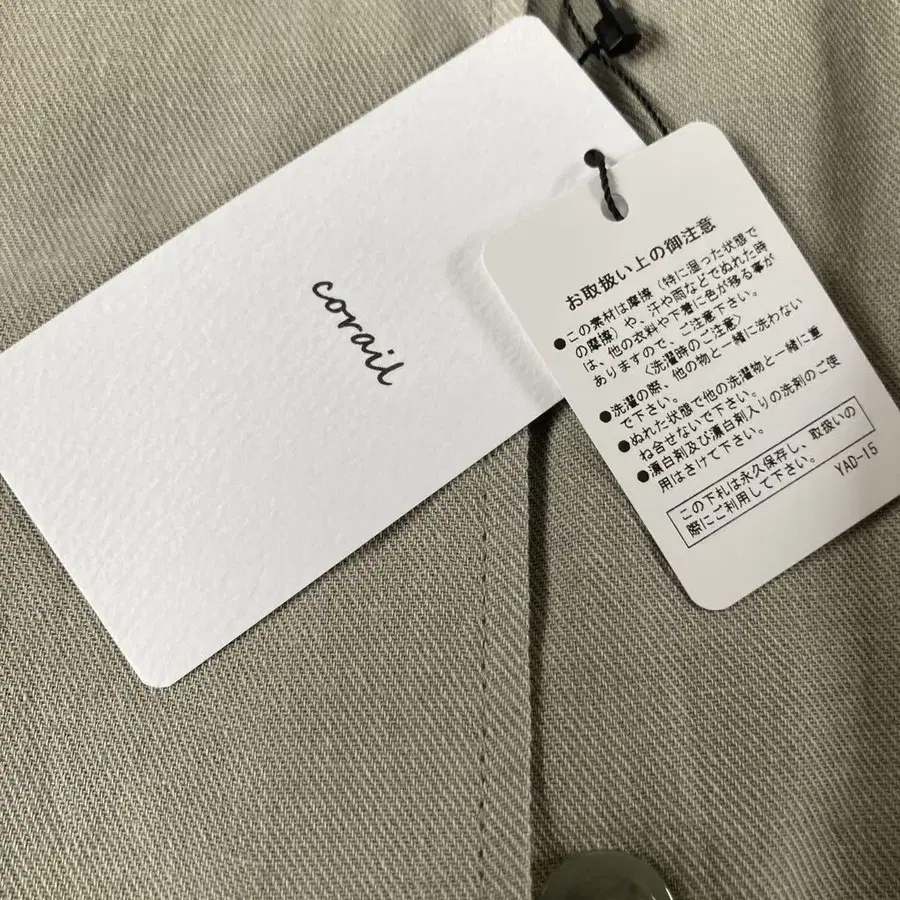 corail
お取扱い上の御注意
●この素材は摩擦（特に湿った状態で
の摩擦）や、汗や雨などでぬれた時
は、他の衣料や下着に色が移る事が
ありますので、ご注意下さい。
〈洗濯時のご注意〉
●洗濯の際、他の物と一緒に洗わない
で下さい。
●ぬれた状態で他の洗濯物と一緒に重
ね合せないで下さい。
●漂白剤及び漂白剤入りの洗剤のご使
用はさけて下さい。
この下札は永久保存し、取扱いの
際にご利用して下さい。
YAD-15